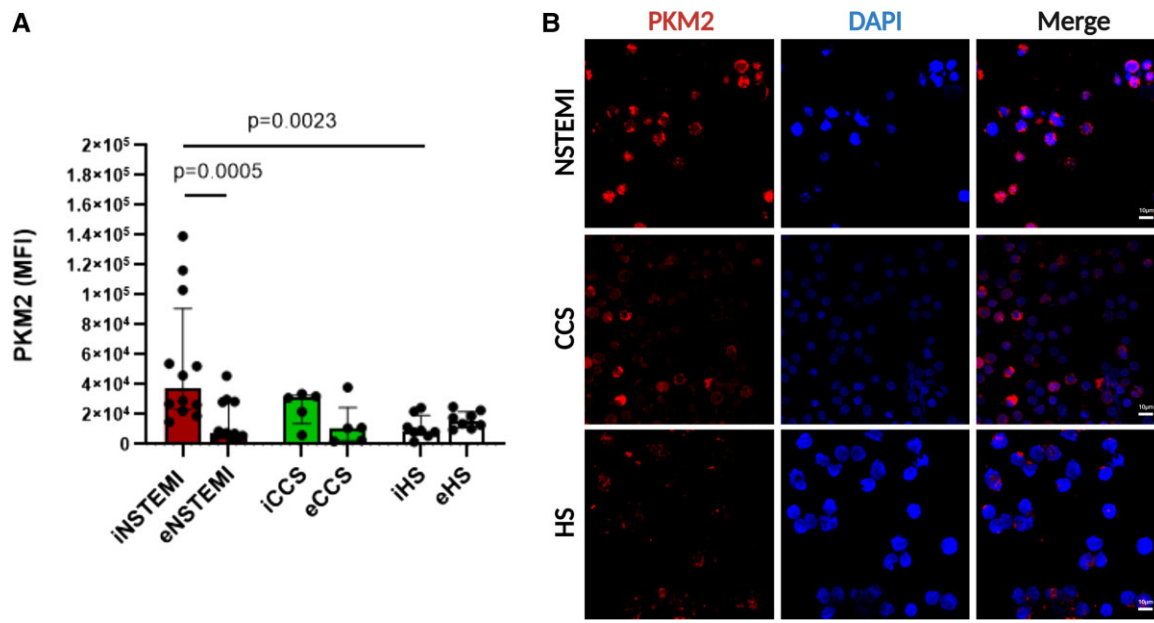 A
p=0.0023
p=0.0005
2×10⁵
1.8×10⁵
1.6×10⁵
1.4×10⁵
1.2×10⁵
1×10⁵
8×10⁴
6×10⁴
4×10⁴
2×10⁴
0
PKM2 (MFI)
iNSTEMI
eNSTEMI
iCCS
eCCS
iHS
eHS
B
PKM2 DAPI Merge
NSTEMI
10μm
CCS
10μm
HS
10μm